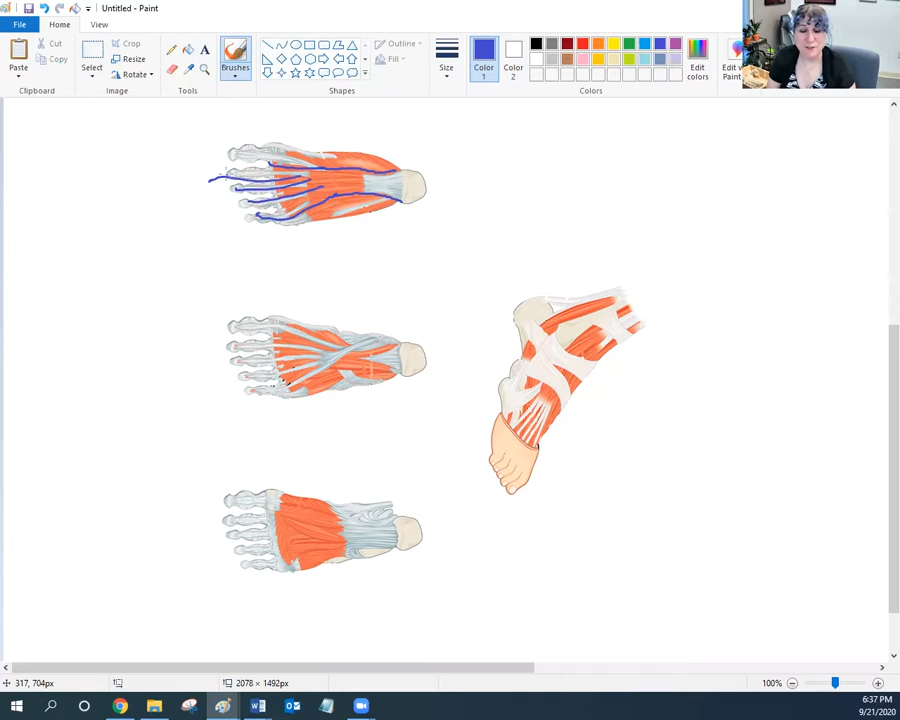 Untitled - Paint
File Home View
Paste
Cut
Copy
Clipboard
Select
Crop
Resize
Rotate
Image
A
Tools
Brushes
Outline
Fill
Shapes
Size
Color 1
Color 2
Edit colors
Colors
317, 704px
2078 × 1492px
100%
6:37 PM
9/21/2020